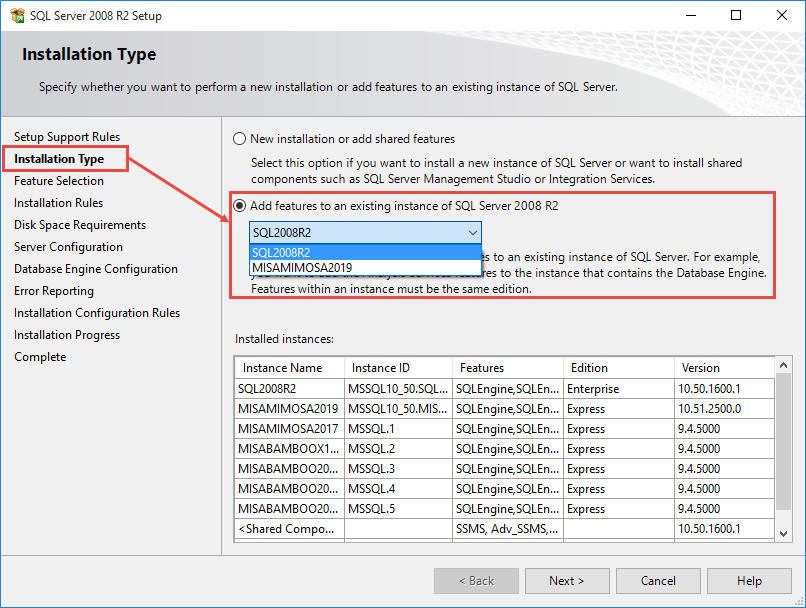 SQL Server 2008 R2 Setup
Installation Type
Specify whether you want to perform a new installation or add features to an existing instance of SQL Server.
Setup Support Rules
Installation Type
Feature Selection
Installation Rules
Disk Space Requirements
Server Configuration
Database Engine Configuration
Error Reporting
Installation Configuration Rules
Installation Progress
Complete
New installation or add shared features
Select this option if you want to install a new instance of SQL Server or want to install shared
components such as SQL Server Management Studio or Integration Services.
Add features to an existing instance of SQL Server 2008 R2
SQL2008R2
SQL2008R2
MISAMIMOSA2019
es to an existing instance of SQL Server. For example,
features to the instance that contains the Database Engine.
Features within an instance must be the same edition.
Installed instances:
Instance Name Instance ID Features Edition Version
SQL2008R2 MSSQL10_50.SQL... SQLEngine,SQLEn... Enterprise 10.50.1600.1
MISAMIMOSA2019 MSSQL10_50.MIS... SQLEngine,SQLEn... Express 10.51.2500.0
MISAMIMOSA2017 MSSQL.1 SQLEngine,SQLEn... Express 9.4.5000
MISABAMBOOX1... MSSQL.2 SQLEngine,SQLEn... Express 9.4.5000
MISABAMBOO20... MSSQL.3 SQLEngine,SQLEn... Express 9.4.5000
MISABAMBOO20... MSSQL.4 SQLEngine,SQLEn... Express 9.4.5000
MISABAMBOO20... MSSQL.5 SQLEngine,SQLEn... Express 9.4.5000
<Shared Compo... SSMS, Adv_SSMS,... 10.50.1600.1
< Back
Next >
Cancel
Help